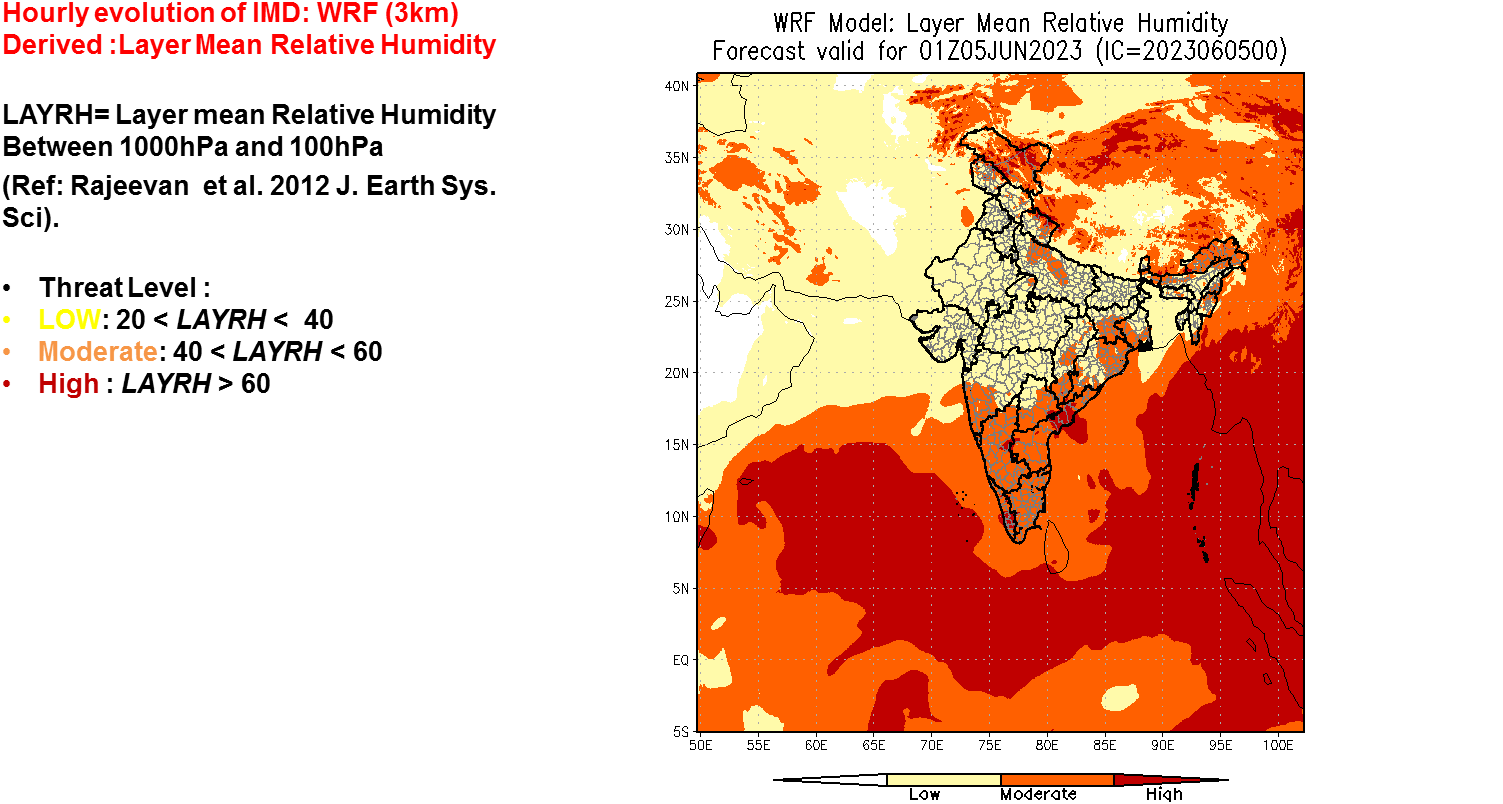 Hourly evolution of IMD: WRF (3km)
Derived :Layer Mean Relative Humidity
LAYRH= Layer mean Relative Humidity
Between 1000hPa and 100hPa
(Ref: Rajeevan et al. 2012 J. Earth Sys.
Sci).
• Threat Level :
• LOW: 20 < LAYRH < 40
• Moderate: 40 < LAYRH < 60
• High : LAYRH > 60
WRF Model: Layer Mean Relative Humidity
Forecast valid for 01Z05JUN2023 (IC=2023060500)
40N
35N
30N
25N
20N
15N
10N
5N
EQ
5S
50E 55E 60E 65E 70E 75E 80E 85E 90E 95E 100E
Low Moderate High